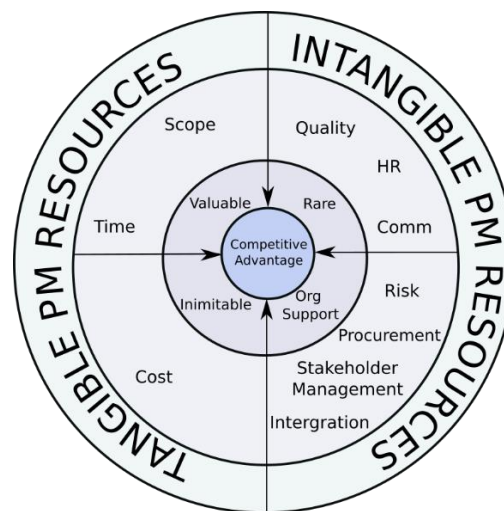 TANGIBLE PM RESOURCES
INTANGIBLE PM RESOURCES
Scope
Quality
HR
Time
Comm
Valuable
Rare
Competitive
Advantage
Inimitable
Org
Support
Risk
Procurement
Cost
Stakeholder
Management
Intergration